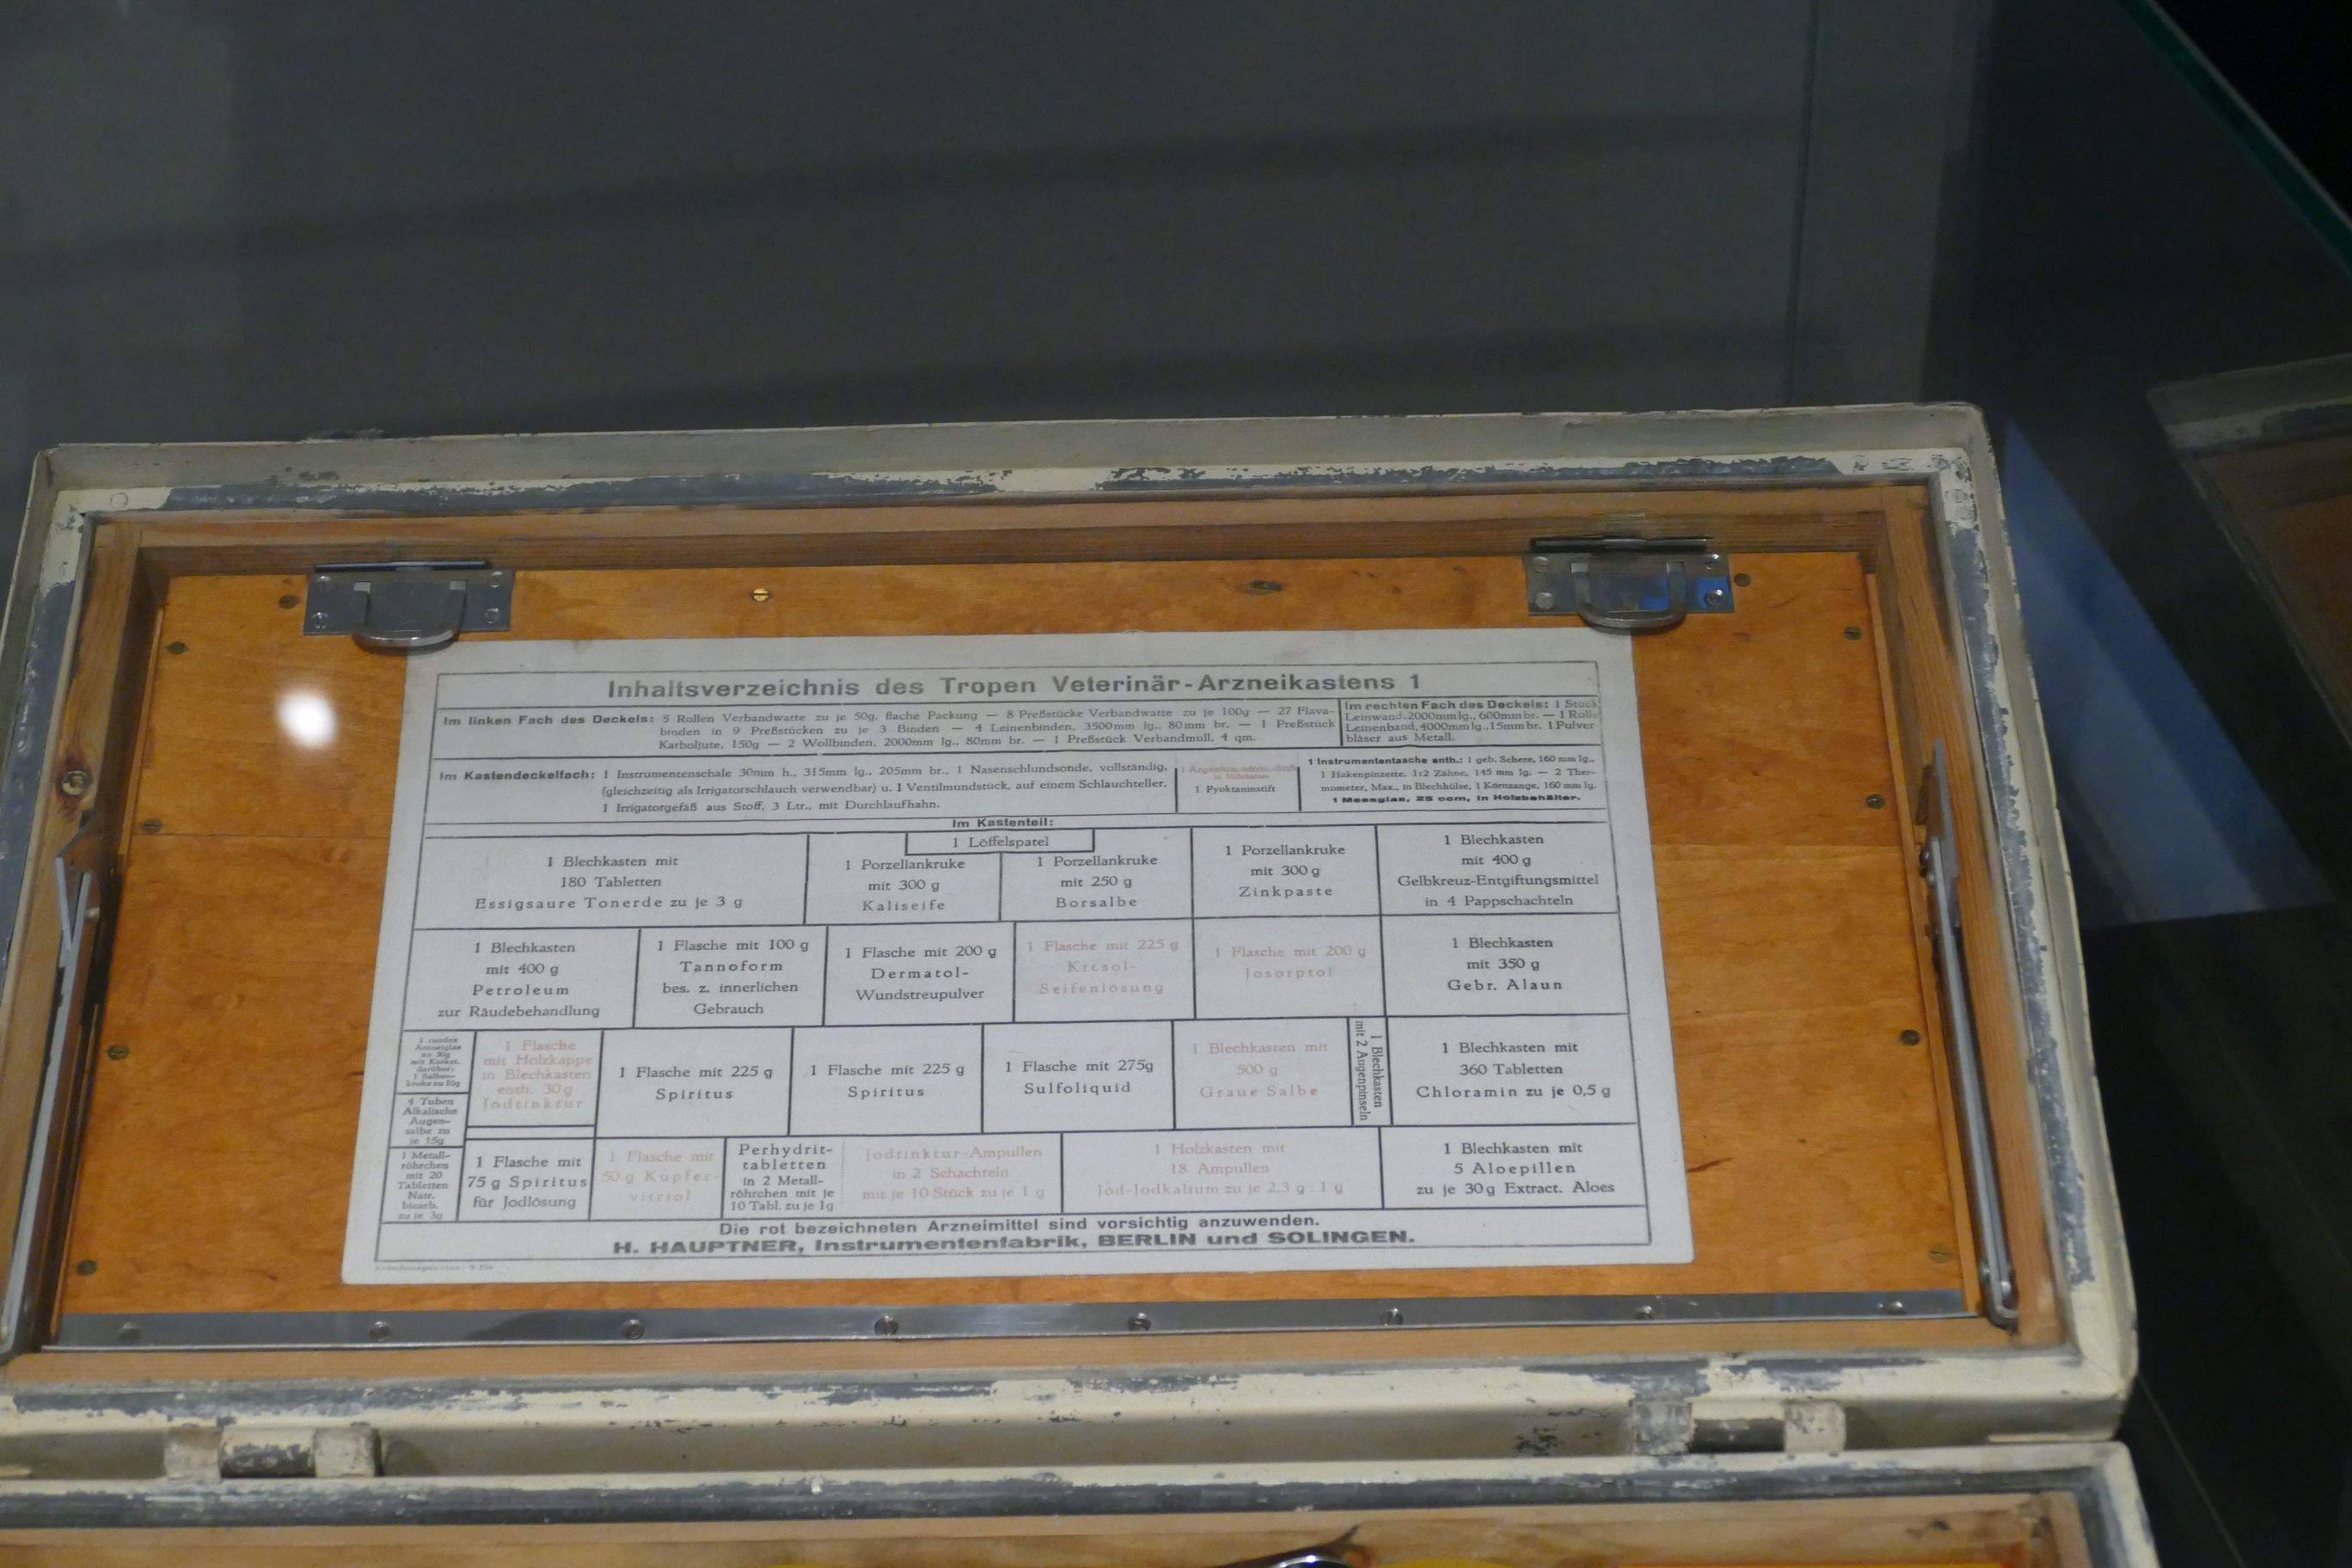 Inhaltsverzeichnis des Tropen Veterinär-Arzneikastens 1
Im linken Fach des Deckels: 5 Rollen Verbandwatte zu je 50g, flache Packung — 8 Preßstücke Verbandwatte zu je 100g — 27 Flava-
binden in 9 Preßstücken zu je 3 Binden — 4 Leinenbinden, 3500mm lg., 80mm br. — 1 Preßstück
Karboljute, 150g — 2 Wollbinden, 2000mm lg., 80mm br. — 1 Preßstück Verbandmull, 4 qm.
Im rechten Fach des Deckels: 1 Stück
Leinwand, 2000mm lg., 600mm br. — 1 Rolle
Leinenband, 4000mm lg., 15mm br. 1 Pulver
bläser aus Metall.
Im Kastendeckelfach: 1 Instrumentenschale 30mm h., 315mm lg., 205mm br., 1 Nasenschlundsonde, vollständig,
(gleichzeitig als Irrigatorschlauch verwendbar) u. 1 Ventilmundstück, auf einem Schlauchteller,
1 Irrigatorgefäß aus Stoff, 3 Ltr., mit Durchlaufhahn.
1 Pyoktaninstift
1 Instrumententasche enth.: 1 geb. Schere, 160 mm lg.,
1 Hakenpinzette, 1:2 Zähne, 145 mm lg. — 2 Ther-
mometer, Max., in Blechhülse, 1 Kornzange, 160 mm lg.
1 Messglas, 25 ccm, in Holzbehälter.
Im Kastenteil:
1 Löffelspatel
1 Blechkasten mit
180 Tabletten
Essigsaure Tonerde zu je 3 g
1 Porzellankruke
mit 300 g
Kaliseife
1 Porzellankruke
mit 250 g
Borsalbe
1 Porzellankruke
mit 300 g
Zinkpaste
1 Blechkasten
mit 400 g
Gelbkreuz-Entgiftungsmittel
in 4 Pappschachteln
1 Blechkasten
mit 400 g
Petroleum
zur Räudebehandlung
1 Flasche mit 100 g
Tannoform
bes. z. innerlichen
Gebrauch
1 Flasche mit 200 g
Dermatol-
Wundstreupulver
1 Flasche mit 225 g
Kresol-
Seifenlösung
1 Flasche mit 200 g
Josorptol
1 Blechkasten
mit 350 g
Gebr. Alaun
1 rundes
Arzneiglas
zu 30g
mit Korken,
darüber:
1 Salben-
kruke zu 10g
4 Tuben
Alkalische
Augen-
salbe zu
je 15g
1 Flasche
mit Holzkappe
in Blechkasten
enth. 30g
Jodtinktur
1 Flasche mit 225 g
Spiritus
1 Flasche mit 225 g
Spiritus
1 Flasche mit 275g
Sulfoliquid
1 Blechkasten mit
500 g
Graue Salbe
1 Blechkasten
mit 2 Augenpinseln
1 Blechkasten mit
360 Tabletten
Chloramin zu je 0,5 g
1 Metall-
röhrchen
mit 20
Tabletten
Natr.
bicarb.
zu je 3g
1 Flasche mit
75 g Spiritus
für Jodlösung
1 Flasche mit
50 g Kupfer-
vitriol
Perhydrit-
tabletten
in 2 Metall-
röhrchen mit je
10 Tabl. zu je 1g
Jodtinktur-Ampullen
in 2 Schachteln
mit je 10 Stück zu je 1 g
1 Holzkasten mit
18 Ampullen
Jod-Jodkalium zu je 2,3 g : 1 g
1 Blechkasten mit
5 Aloepillen
zu je 30g Extract. Aloes
Die rot bezeichneten Arzneimittel sind vorsichtig anzuwenden.
H. HAUPTNER, Instrumentenfabrik, BERLIN und SOLINGEN.